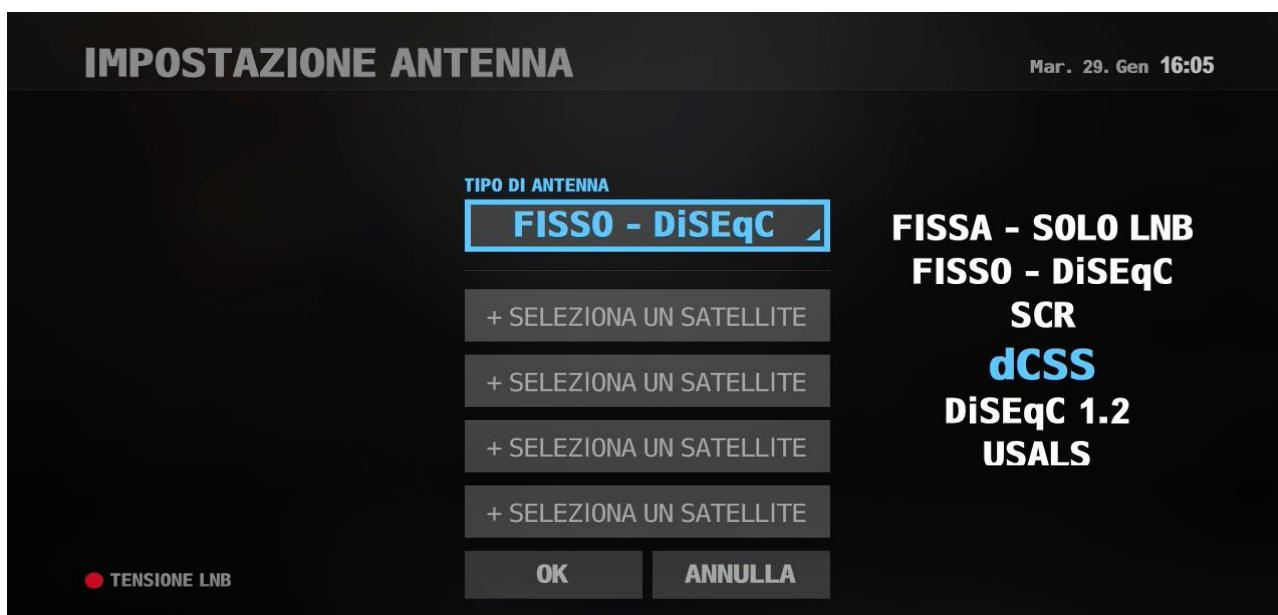 IMPOSTAZIONE ANTENNA
Mar. 29. Gen 16:05
TIPO DI ANTENNA
FISSO - DiSEqC
+ SELEZIONA UN SATELLITE
+ SELEZIONA UN SATELLITE
+ SELEZIONA UN SATELLITE
+ SELEZIONA UN SATELLITE
OK
ANNULLA
FISSA - SOLO LNB
FISSO - DiSEqC
SCR
dCSS
DiSEqC 1.2
USALS
TENSIONE LNB